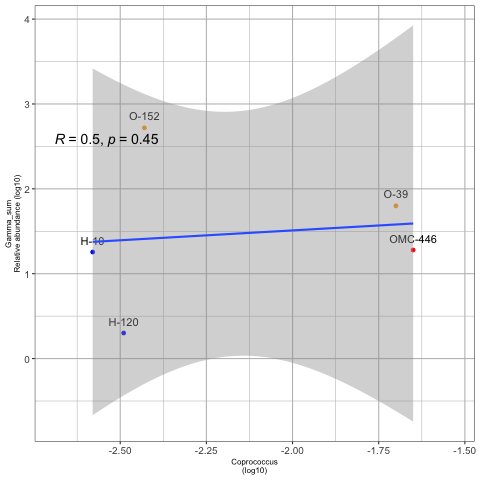 4
O-152
3
R = 0.5, p = 0.45
Gamma_sum
Relative abundance (log10)
2
O-39
H-10
OMC-446
1
H-120
0
-2.50
-2.25
-2.00
-1.75
-1.50
Coprococcus
(log10)